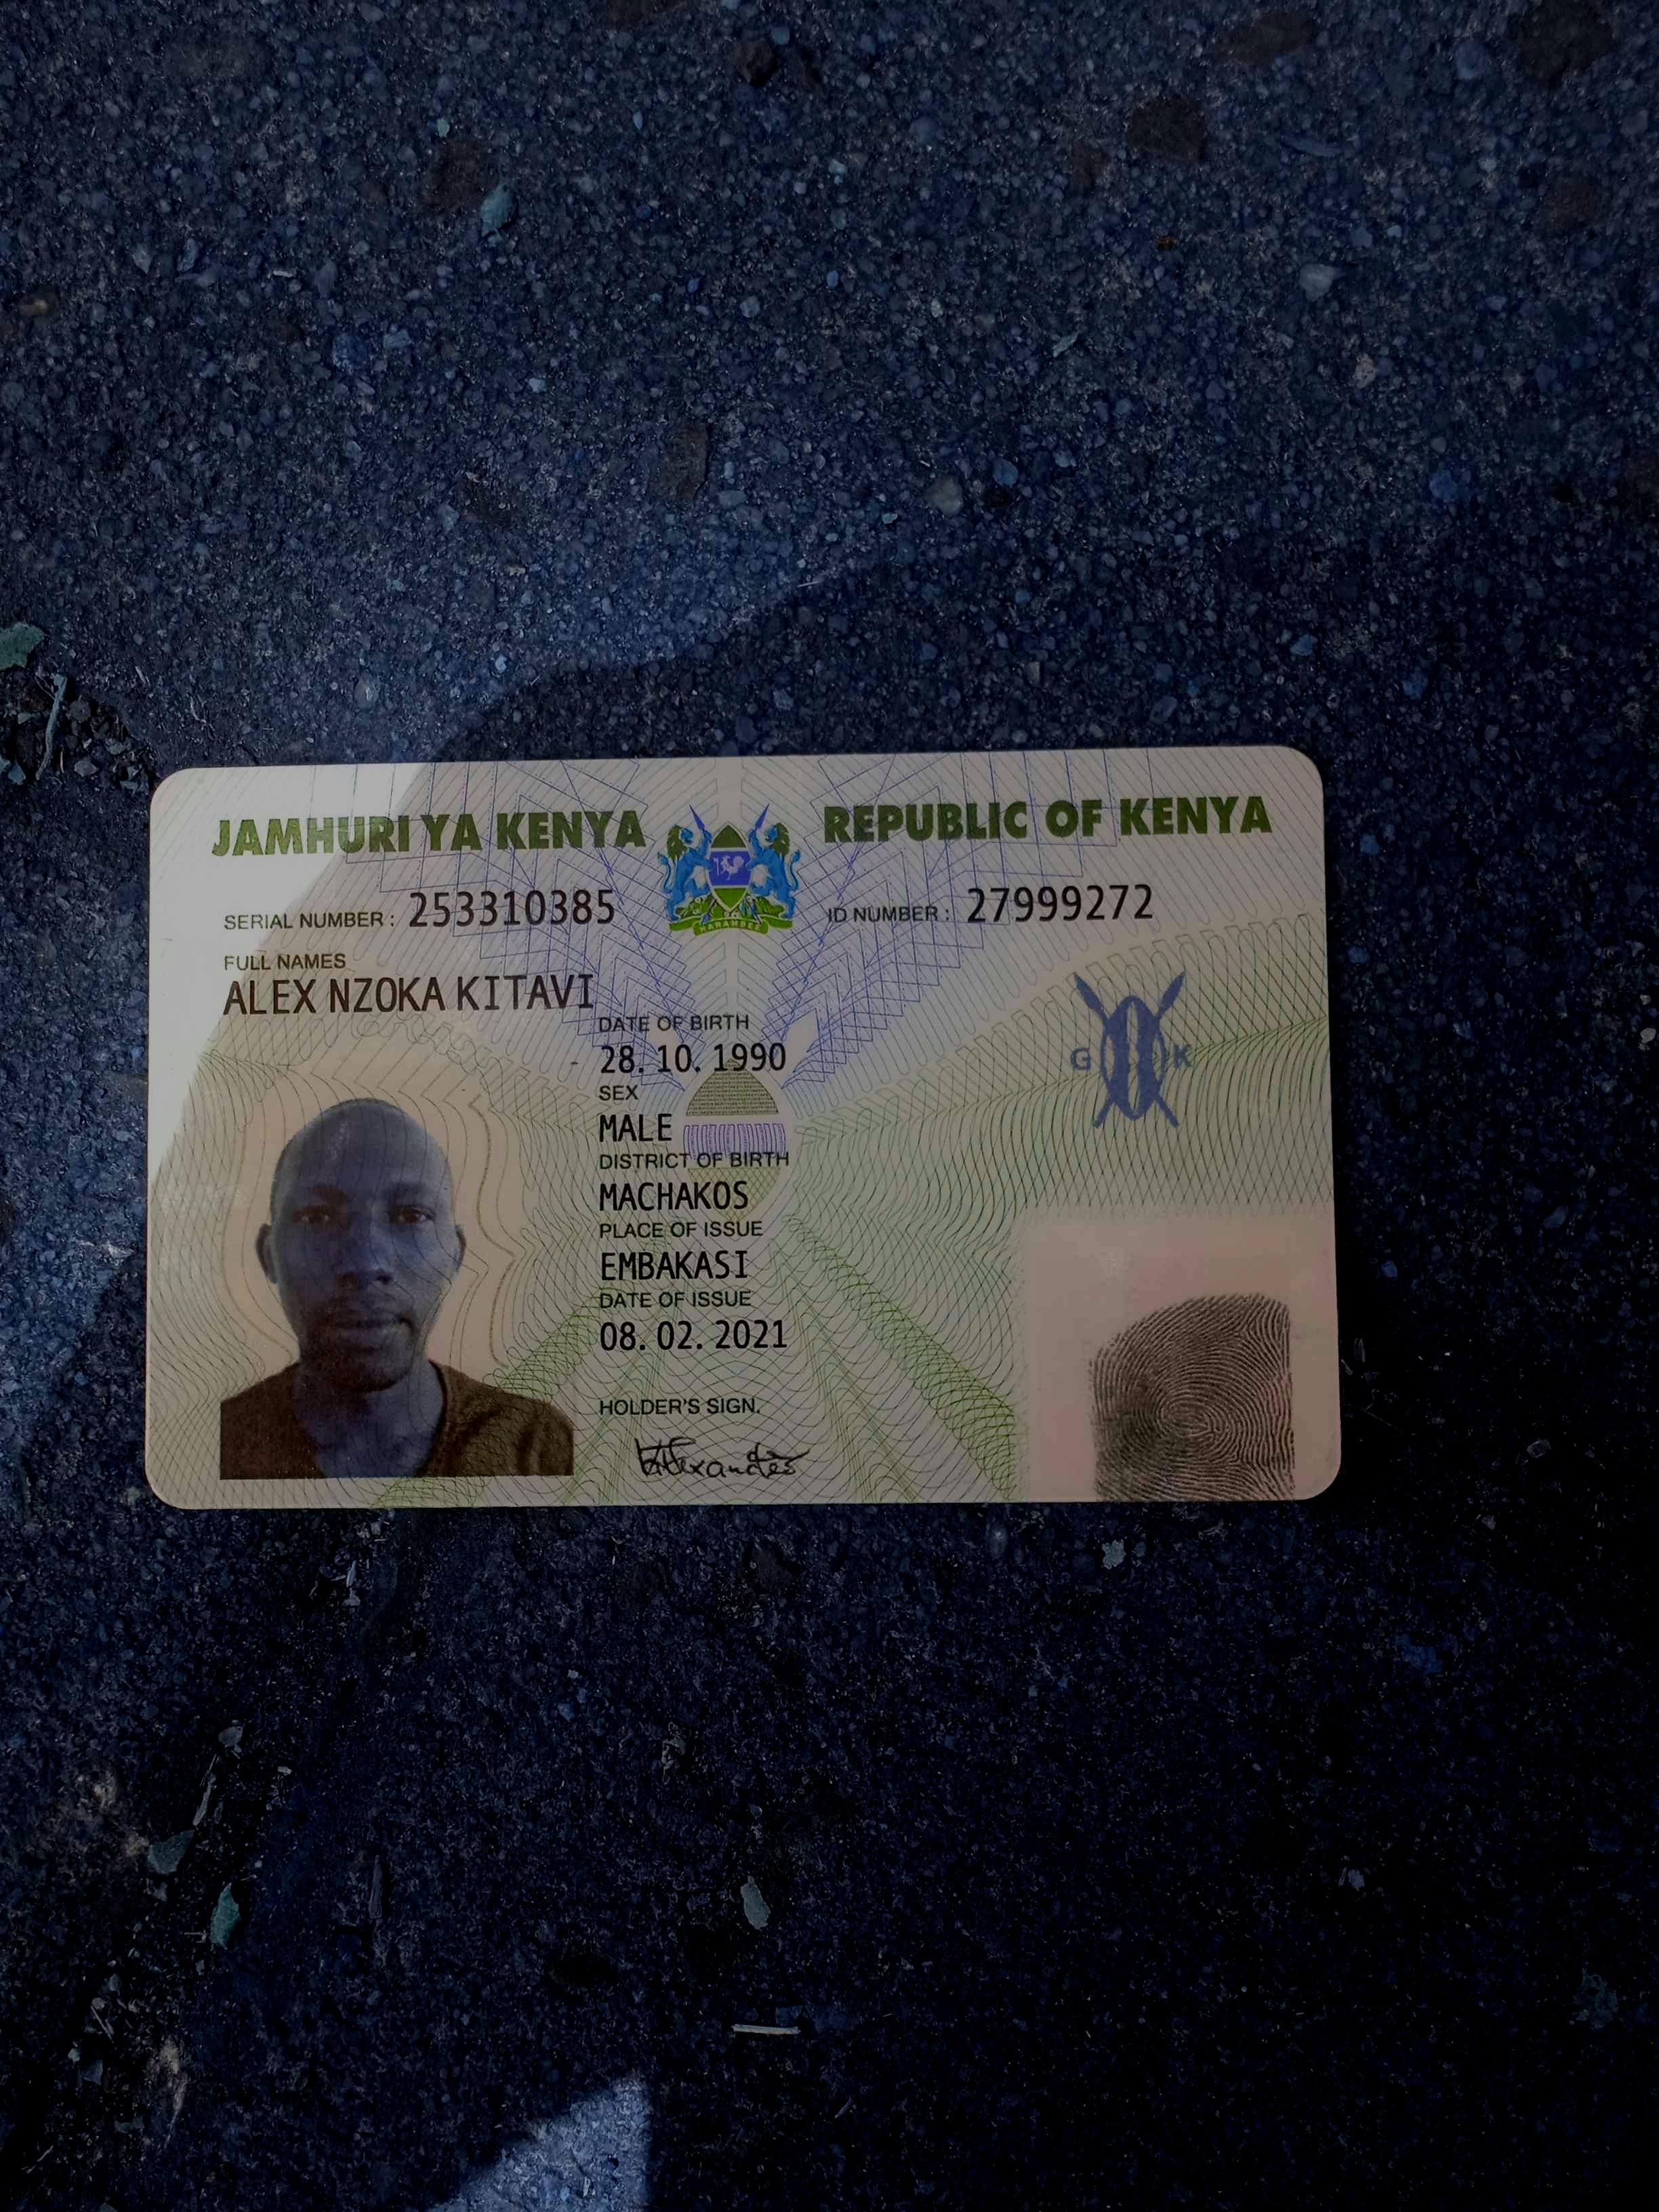 JAMHURI YA KENYA REPUBLIC OF KENYA
HARAMBEE
SERIAL NUMBER : 253310385 ID NUMBER : 27999272
FULL NAMES
ALEX NZOKA KITAVI
DATE OF BIRTH
28. 10. 1990
G K
SEX
MALE
DISTRICT OF BIRTH
MACHAKOS
PLACE OF ISSUE
EMBAKASI
DATE OF ISSUE
08. 02. 2021
HOLDER'S SIGN.